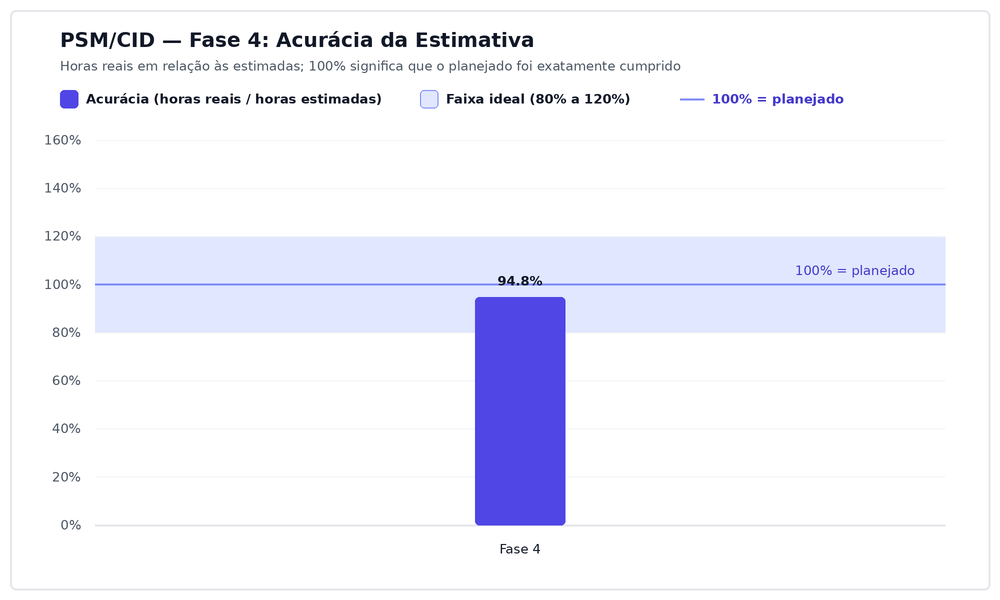 PSM/CID — Fase 4: Acurácia da Estimativa
Horas reais em relação às estimadas; 100% significa que o planejado foi exatamente cumprido
Acurácia (horas reais / horas estimadas) Faixa ideal (80% a 120%) 100% = planejado
160%
140%
120%
100% = planejado
94.8%
100%
80%
60%
40%
20%
0%
Fase 4